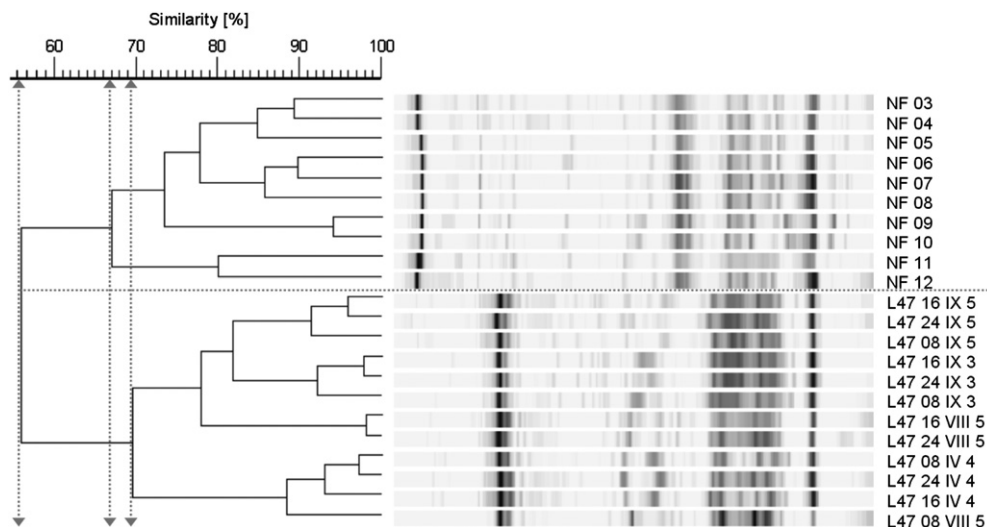 Similarity [%]
60 70 80 90 100
NF 03
NF 04
NF 05
NF 06
NF 07
NF 08
NF 09
NF 10
NF 11
NF 12
L47 16 IX 5
L47 24 IX 5
L47 08 IX 5
L47 16 IX 3
L47 24 IX 3
L47 08 IX 3
L47 16 VIII 5
L47 24 VIII 5
L47 08 IV 4
L47 24 IV 4
L47 16 IV 4
L47 08 VIII 5